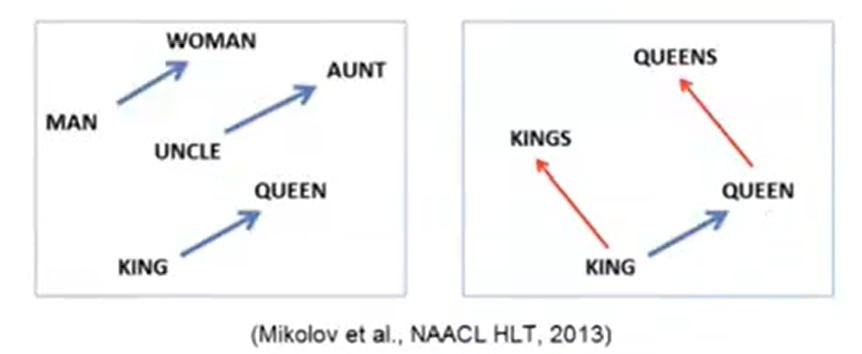 WOMAN
AUNT
MAN
UNCLE
QUEEN
KING
QUEENS
KINGS
QUEEN
KING
(Mikolov et al., NAACL HLT, 2013)